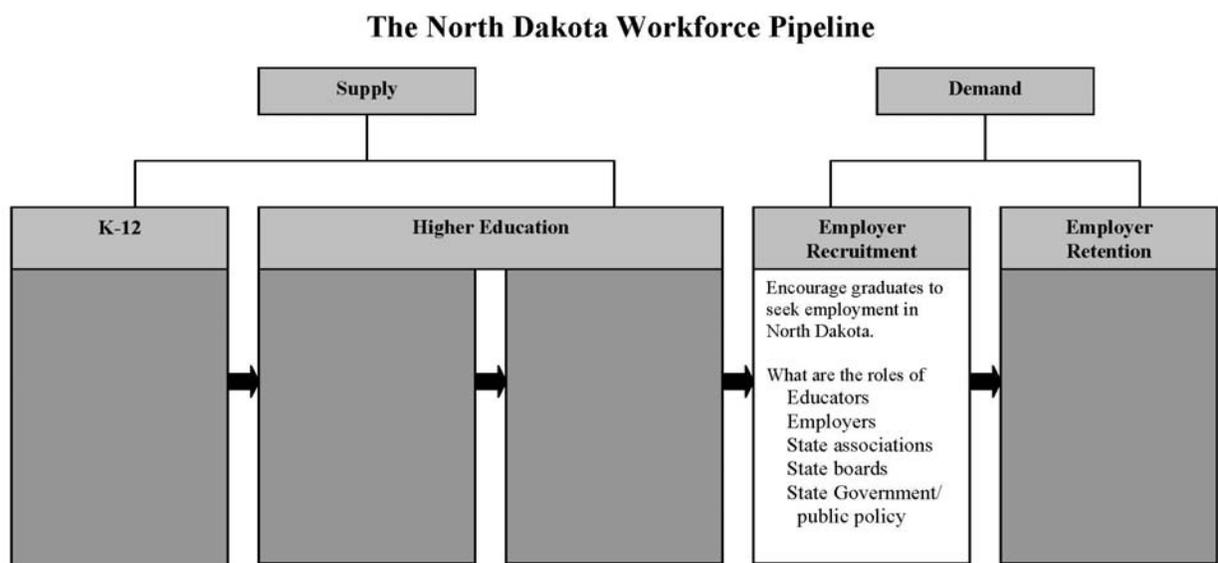 The North Dakota Workforce Pipeline
Supply
Demand
K-12
Higher Education
Employer
Recruitment
Employer
Retention
Encourage graduates to
seek employment in
North Dakota.
What are the roles of
Educators
Employers
State associations
State boards
State Government/
public policy